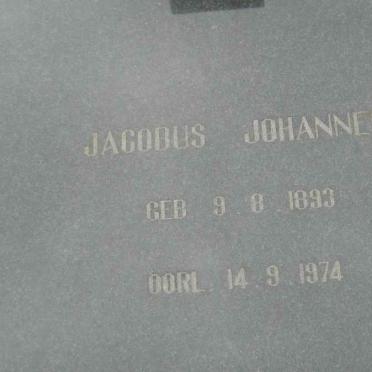 JACOBUS JOHANNE
GEB 9.8.1893
OORL. 14.9.1974